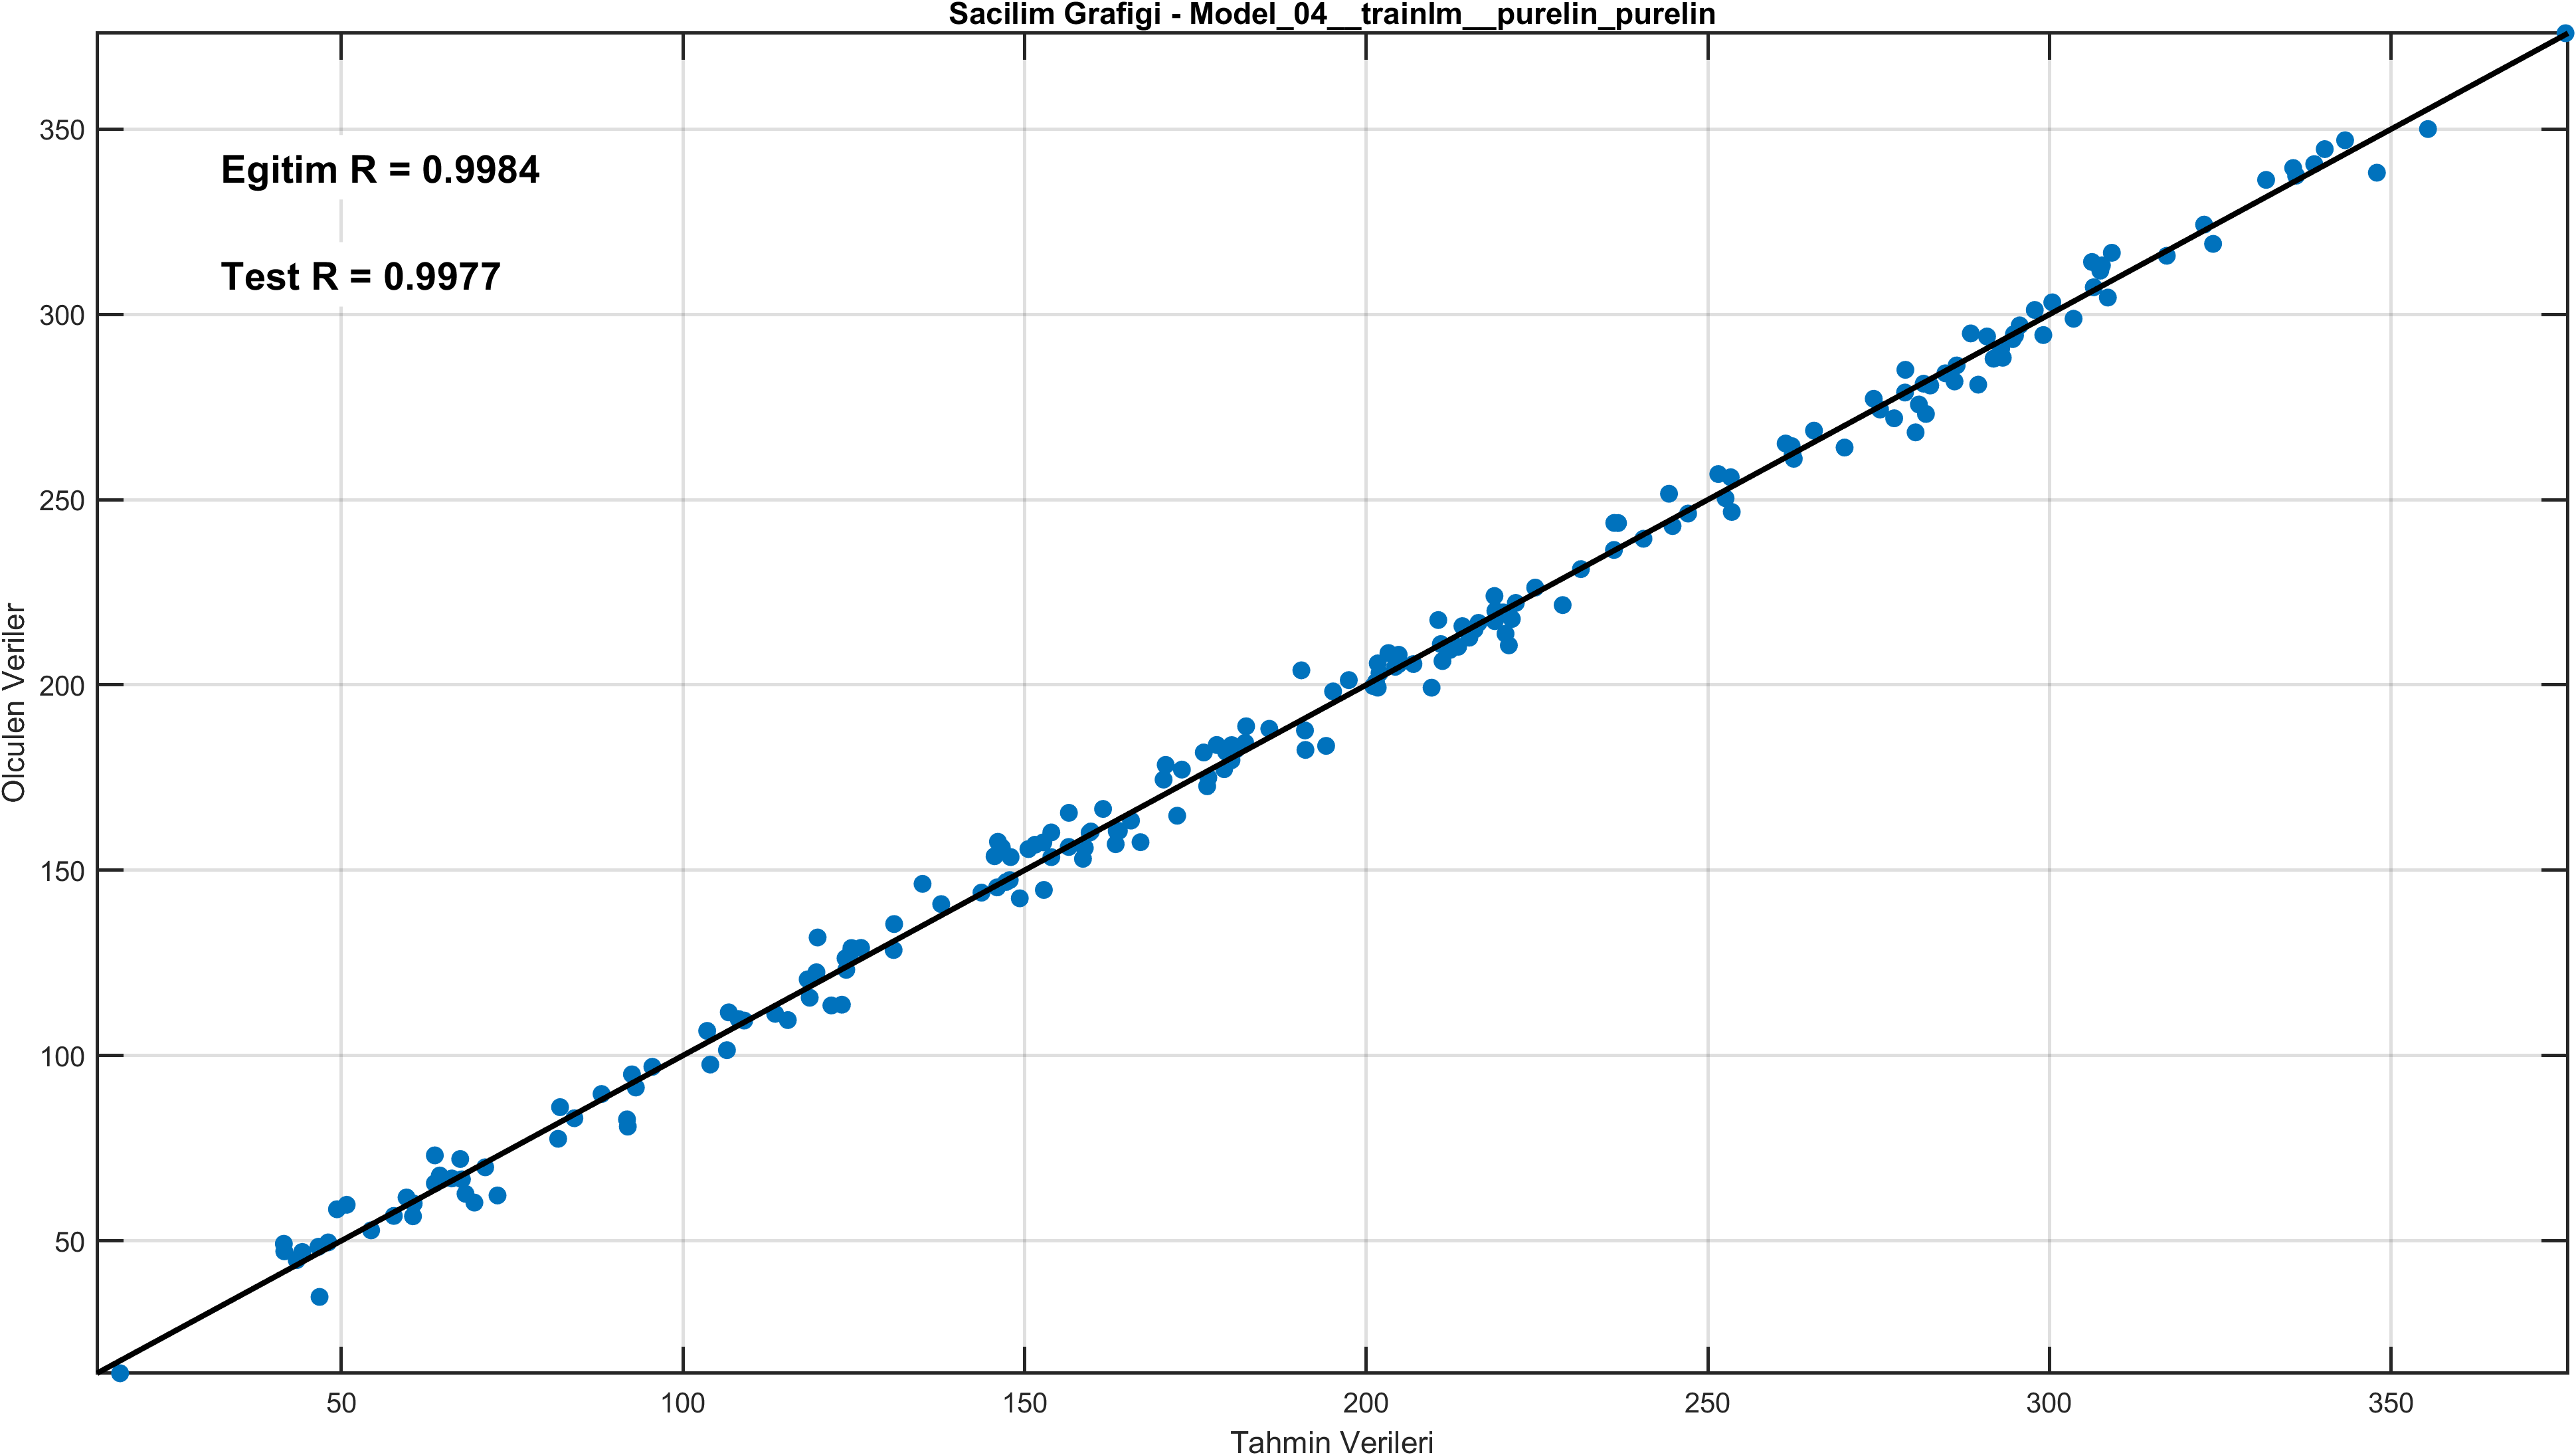 Sacilim Grafigi - Model_04__trainlm__purelin_purelin
Egitim R = 0.9984
Test R = 0.9977
Olculen Veriler
350
300
250
200
150
100
50
50 100 150 200 250 300 350
Tahmin Verileri